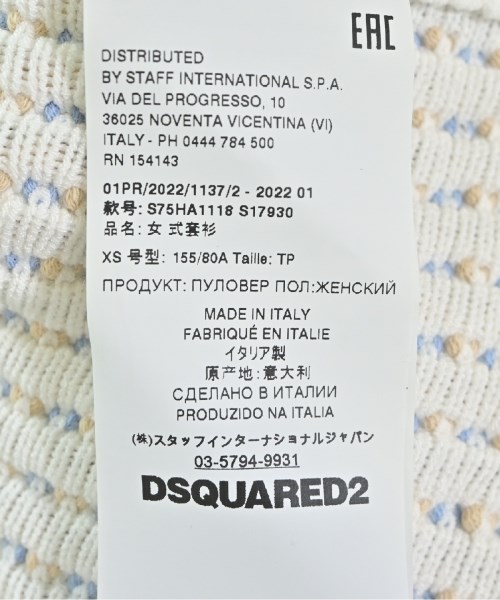 EAC
DISTRIBUTED
BY STAFF INTERNATIONAL S.P.A.
VIA DEL PROGRESSO, 10
36025 NOVENTA VICENTINA (VI)
ITALY - PH 0444 784 500
RN 154143
01PR/2022/1137/2 - 2022 01
款号: S75HA1118 S17930
品名: 女 式套衫
XS 号型: 155/80A Taille: TP
ПРОДУКТ: ПУЛОВЕР ПОЛ:ЖЕНСКИЙ
MADE IN ITALY
FABRIQUÉ EN ITALIE
イタリア製
原产地:意大利
СДЕЛАНО В ИТАЛИИ
PRODUZIDO NA ITALIA
(株)スタッフインターナショナルジャパン
03-5794-9931
DSQUARED2